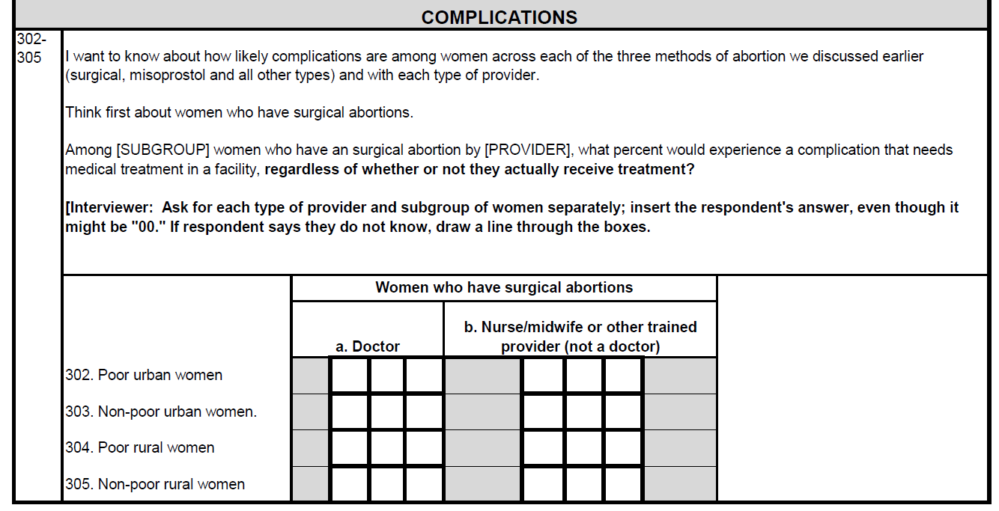 COMPLICATIONS
302-
305
I want to know about how likely complications are among women across each of the three methods of abortion we discussed earlier
(surgical, misoprostol and all other types) and with each type of provider.
Think first about women who have surgical abortions.
Among [SUBGROUP] women who have an surgical abortion by [PROVIDER], what percent would experience a complication that needs
medical treatment in a facility, regardless of whether or not they actually receive treatment?
[Interviewer:  Ask for each type of provider and subgroup of women separately; insert the respondent's answer, even though it
might be "00." If respondent says they do not know, draw a line through the boxes.
Women who have surgical abortions
a. Doctor
b. Nurse/midwife or other trained
provider (not a doctor)
302. Poor urban women
303. Non-poor urban women.
304. Poor rural women
305. Non-poor rural women